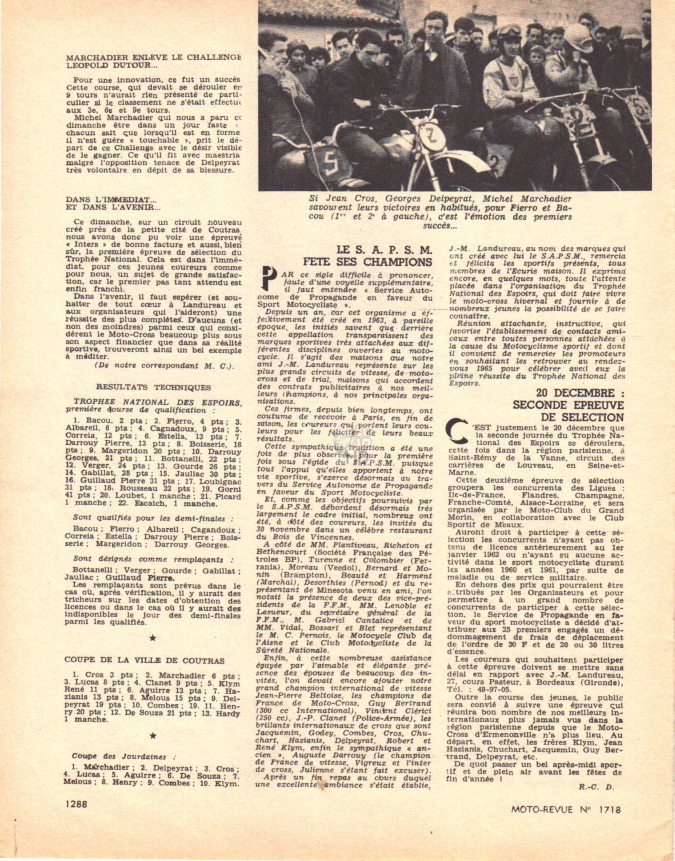 MARCHADIER ENLÈVE LE CHALLENGE
LEOPOLD DUTOUR...
Pour une innovation, ce fut un succès
Cette course, qui devait se dérouler en
9 tours n'aurait rien présenté de parti-
culier si le classement ne s'était effectué
aux 3e, 6e et 9e tours.
Michel Marchadier qui nous a paru ce
dimanche être dans un jour faste
chacun sait que lorsqu'il est en forme
il n'est guère « touchable », prit le dé-
part de ce Challenge avec le désir visible
de le gagner. Ce qu'il fit avec maestria
malgré l'opposition tenace de Delpeyrat
très en évidence en dépit de sa blessure.
DANS L'IMMEDIAT...
ET DANS L'AVENIR...
Ce dimanche, sur un circuit nouveau
créé près de la petite cité de Coutras
nous avons donc pu voir une épreuve
« Inters » de bonne facture et aussi, bien
sûr, la première épreuve de sélection du
Trophée National. Cela est dans l'immé-
diat, pour ces jeunes coureurs comme
pour nous, un sujet de grande satisfac-
tion, car le premier pas tant attendu est
enfin franchi.
Dans l'avenir, il faut espérer (et sou-
haiter de tout cœur à Landureau et
aux organisateurs qui l'aideront) une
réussite des plus complètes. D'aucuns (et
non des moindres) parmi ceux qui consi-
dèrent le Moto-Cross beaucoup plus sous
son aspect financier que dans sa réalité
sportive, trouveront ainsi un bel exemple
à méditer.
(De notre correspondant M. C.).
RESULTATS TECHNIQUES
TROPHEE NATIONAL DES ESPOIRS,
première course de qualification :
1. Bacou, 2 pts ; 2. Fierro, 4 pts ; 3.
Albareil, 6 pts ; 4. Cagnadoux, 9 pts ; 5.
Correia, 12 pts ; 6. Estella, 13 pts ; 7.
Darrouy Pierre, 13 pts ; 8. Boisserie, 18
pts ; 9. Margeridon 20 pts ; 10. Darrouy
Georges, 21 pts ; 11. Bottanelli, 22 pts ;
12. Verger, 24 pts ; 13. Gourde 26 pts ;
14. Gabillat, 28 pts ; 15. Jauliac 30 pts ;
16. Guillaud Pierre 31 pts ; 17. Loubignac
31 pts ; 18. Rousseau 32 pts ; 19. Gorni
41 pts ; 20. Loubet, 1 manche ; 21. Picard
1 manche ; 22. Escaich, 1 manche.
Sont qualifiés pour les demi-finales :
Bacou ; Fierro ; Albareil ; Cagandoux ;
Correia ; Estella ; Darrouy Pierre ; Bois-
serie ; Margeridon ; Darrouy Georges.
Sont désignés comme remplaçants :
Bottanelli ; Verger ; Gourde ; Gabillat ;
Jauliac ; Guillaud Pierre.
Les remplaçants sont prévus dans le
cas où, après vérification, il y aurait des
tricheurs sur les dates d'obtention des
licences ou dans le cas où il y aurait des
indisponibles le jour des demi-finales
parmi les qualifiés.
★
COUPE DE LA VILLE DE COUTRAS
1. Cros 3 pts ; 2. Marchadier 6 pts ;
3. Lucas 8 pts ; 4. Clanet 9 pts ; 5. Klym
René 11 pts ; 6. Aguirre 13 pts ; 7. Ha-
zianis 13 pts ; 8. Melous 15 pts ; 9. Del-
peyrat 19 pts ; 10. Combes ; 19. 11. Hen-
ry 20 pts ; 12. De Souza 21 pts ; 13. Hardy
1 manche.
★
Coupe des Jourdaines :
1. Marchadier ; 2. Delpeyrat ; 3. Cros ;
4. Lucas ; 5. Aguirre ; 6. De Souza ; 7.
Melous ; 8. Henry ; 9. Combes ; 10. Klym.
1288
5
7
2
Si Jean Cros, Georges Delpeyrat, Michel Marchadier
savourent leurs victoires en habitués, pour Fierro et Ba-
cou (1er et 2e à gauche), c'est l'émotion des premiers
succès...
LE S. A. P. S. M.
FETE SES CHAMPIONS
PAR ce sigle difficile à prononcer,
faute d'une voyelle supplémentaire,
il faut entendre « Service Auto-
nome de Propagande en faveur du
Sport Motocycliste ».
Depuis un an, car cet organisme a ef-
fectivement été créé en 1963, à pareille
époque, les initiés savent que derrière
cette appellation transparaissent des
marques sportives très attachées aux dif-
férentes disciplines ouvertes au moto-
cycle. Il s'agit des maisons que notre
ami J.-M. Landureau représente sur les
plus grands circuits de vitesse, de moto-
cross et de trial, maisons qui accordent
des contrats publicitaires à nos meil-
leurs champions, à nos principales orga-
nisations.
Ces firmes, depuis bien longtemps, ont
coutume de recevoir à Paris, en fin de
saison, les coureurs qui portent leurs cou-
leurs pour les féliciter de leurs beaux
résultats.
Cette sympathique tradition a été une
fois de plus observée, pour la première
fois sous l'égide du S.A.P.S.M. puisque
tout l'appui qu'elles apportent à notre
vie sportive, s'exerce désormais au tra-
vers du Service Autonome de Propagande
en faveur du Sport Motocycliste.
Et, comme les objectifs poursuivis par
le S.A.P.S.M. débordent désormais très
largement le cadre initial, nombreux ont
été, à côté des coureurs, les invités du
30 novembre dans un célèbre restaurant
du Bois de Vincennes.
A côté de MM. Plantiveau, Richeton et
Bethencourt (Société Française des Pé-
troles BP), Turenne et Colombier (Fer-
rania), Moreau (Veedol), Bernard et Mo-
nin (Brampton), Beauté et Harment
(Marchal), Desorthies (Pernod) et du re-
présentant de Minesota venu en ami, l'on
notait la présence de deux des vice-pré-
sidents de la F.F.M., MM. Lenoble et
Lesueur, du secrétaire général de la
F.F.M., M. Gabriel Cantalice et de
MM. Vidal, Bossart et Blet représentant
le M. C. Pernois, le Motocycle Club de
l'Aisne et le Club Motocycliste de la
Sûreté Nationale.
Enfin, à cette nombreuse assistance
égayée par l'aimable et élégante pré-
sence des épouses de beaucoup des invi-
tés, l'on devait encore ajouter notre
grand champion international de vitesse
Jean-Pierre Beltoise, les champions de
France de Moto-Cross, Guy Bertrand
(500 cc International), Vincent Clérici
(250 cc), J.-P. Clanet (Police-Armée), les
brillants internationaux de cross que sont
Jacquemin, Godey, Combes, Cros, Chu-
chart, Hazianis, Delpeyrat, Robert et
René Klym, enfin le sympathique « an-
cien », Auguste Darrouy (le champion
de France de vitesse, Vigreux et l'inter
de cross, Julienne s'étant fait excuser).
Après un fin repas au cours duquel
une excellente ambiance s'était établie,
J.-M. Landureau, au nom des marques qui
ont créé avec lui le S.A.P.S.M., remercia
et félicita les sportifs présents, tous
membres de l'Ecurie maison. Il exprima
encore, en quelques mots, toute l'attente
placée dans l'organisation du Trophée
National des Espoirs, qui doit faire vivre
le moto-cross hivernal et fournir à de
nombreux jeunes la possibilité de se faire
connaître.
Réunion attachante, instructive, qui
favorise l'établissement de contacts ami-
caux entre toutes personnes attachées à
la cause du Motocyclisme sportif et dont
il convient de remercier les promoteurs
en souhaitant les retrouver au rendez-
vous 1965 pour célébrer avec eux la
pleine réussite du Trophée National des
Espoirs.
20 DECEMBRE :
SECONDE EPREUVE
DE SELECTION
C'EST justement le 20 décembre que
la seconde journée du Trophée Na-
tional des Espoirs se déroulera,
cette fois dans la région parisienne, à
Saint-Rémy de la Vanne, circuit des
carrières de Louveau, en Seine-et-
Marne.
Cette deuxième épreuve de sélection
groupera les concurrents des Ligues :
Ile-de-France, Flandres, Champagne,
Franche-Comté, Alsace-Lorraine, et sera
organisée par le Moto-Club du Grand
Morin, en collaboration avec le Club
Sportif de Meaux.
Auront droit à participer à cette sé-
lection les concurrents n'ayant pas ob-
tenu de licence antérieurement au 1er
janvier 1962 ou n'ayant eu aucune ac-
tivité dans le sport motocycliste durant
les années 1960 et 1961, par suite de
maladie ou de service militaire.
En dehors des prix qui pourraient être
attribués par les Organisateurs et pour
permettre à un grand nombre de
concurrents de participer à cette sélec-
tion, le Service de Propagande en fa-
veur du sport motocycliste a décidé d'at-
tribuer aux 25 premiers engagés un dé-
dommagement de frais de déplacement
de l'ordre de 30 F et de 20 ou 30 litres
d'essence.
Les coureurs qui souhaitent participer
à cette épreuve doivent se mettre sans
délai en rapport avec J.-M. Landureau,
7, cours Pasteur, à Bordeaux (Gironde),
Tél. : 48-97-05.
Outre la course des jeunes, le public
sera convié à suivre une épreuve qui
réunira bon nombre de nos meilleurs in-
ternationaux plus jamais vus dans la
région parisienne depuis que le Moto-
Cross d'Ermenonville n'a plus lieu. Au
départ, en effet, les frères Klym, Jean
Hazianis, Chuchart, Jacquemin, Guy Ber-
trand, Delpeyrat, etc.
De quoi passer un bel après-midi spor-
tif et de plein air avant les fêtes de
fin d'année !
R.-C. D.
MOTO-REVUE N° 1718